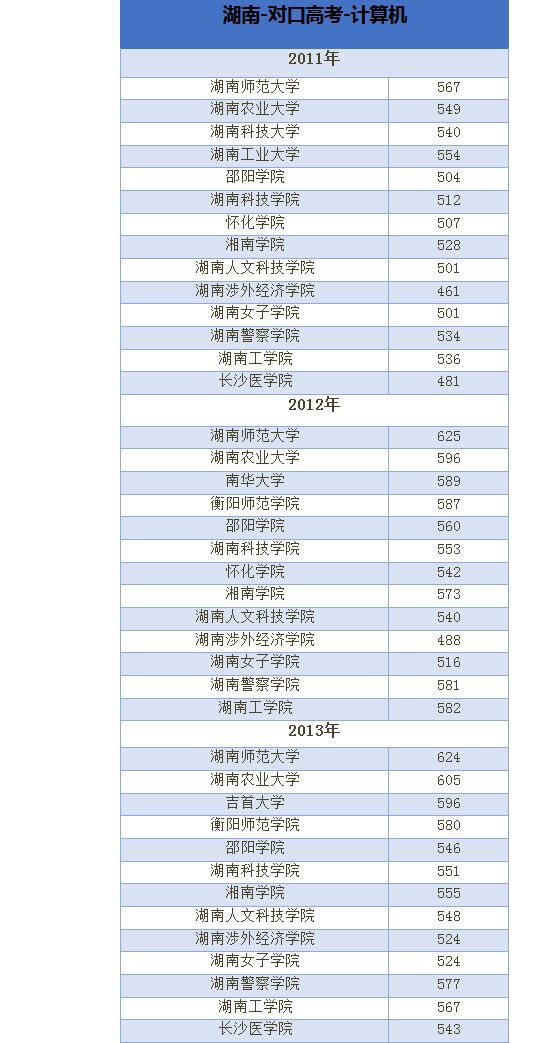 湖南-对口高考-计算机
2011年
湖南师范大学 567
湖南农业大学 549
湖南科技大学 540
湖南工业大学 554
邵阳学院 504
湖南科技学院 512
怀化学院 507
湘南学院 528
湖南人文科技学院 501
湖南涉外经济学院 461
湖南女子学院 501
湖南警察学院 534
湖南工学院 536
长沙医学院 481
2012年
湖南师范大学 625
湖南农业大学 596
南华大学 589
衡阳师范学院 587
邵阳学院 560
湖南科技学院 553
怀化学院 542
湘南学院 573
湖南人文科技学院 540
湖南涉外经济学院 488
湖南女子学院 516
湖南警察学院 581
湖南工学院 582
2013年
湖南师范大学 624
湖南农业大学 605
吉首大学 596
衡阳师范学院 580
邵阳学院 546
湖南科技学院 551
湘南学院 555
湖南人文科技学院 548
湖南涉外经济学院 524
湖南女子学院 524
湖南警察学院 577
湖南工学院 567
长沙医学院 543